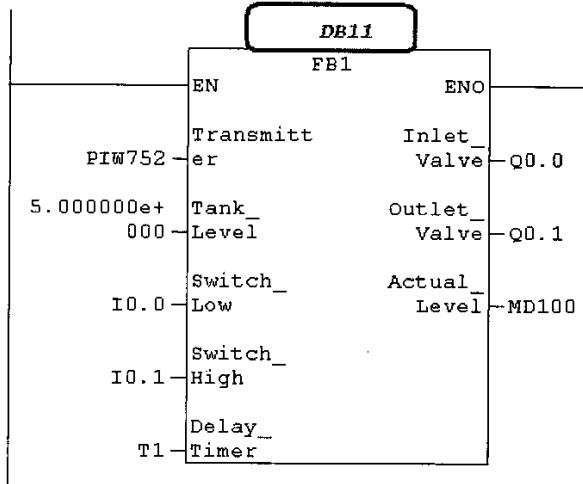 DB11
FB1
EN ENO
Transmitt Inlet_
PIW752 er Valve Q0.0
5.000000e+ Tank_ Outlet_
000 Level Valve Q0.1
Switch_ Actual_
I0.0 Low Level MD100
Switch_
I0.1 High
Delay_
T1 Timer